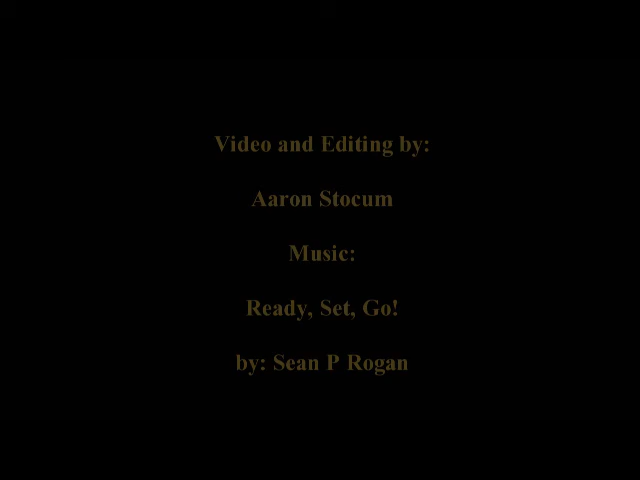 Video and Editing by:
Aaron Stocum
Music:
Ready, Set, Go!
by: Sean P Rogan